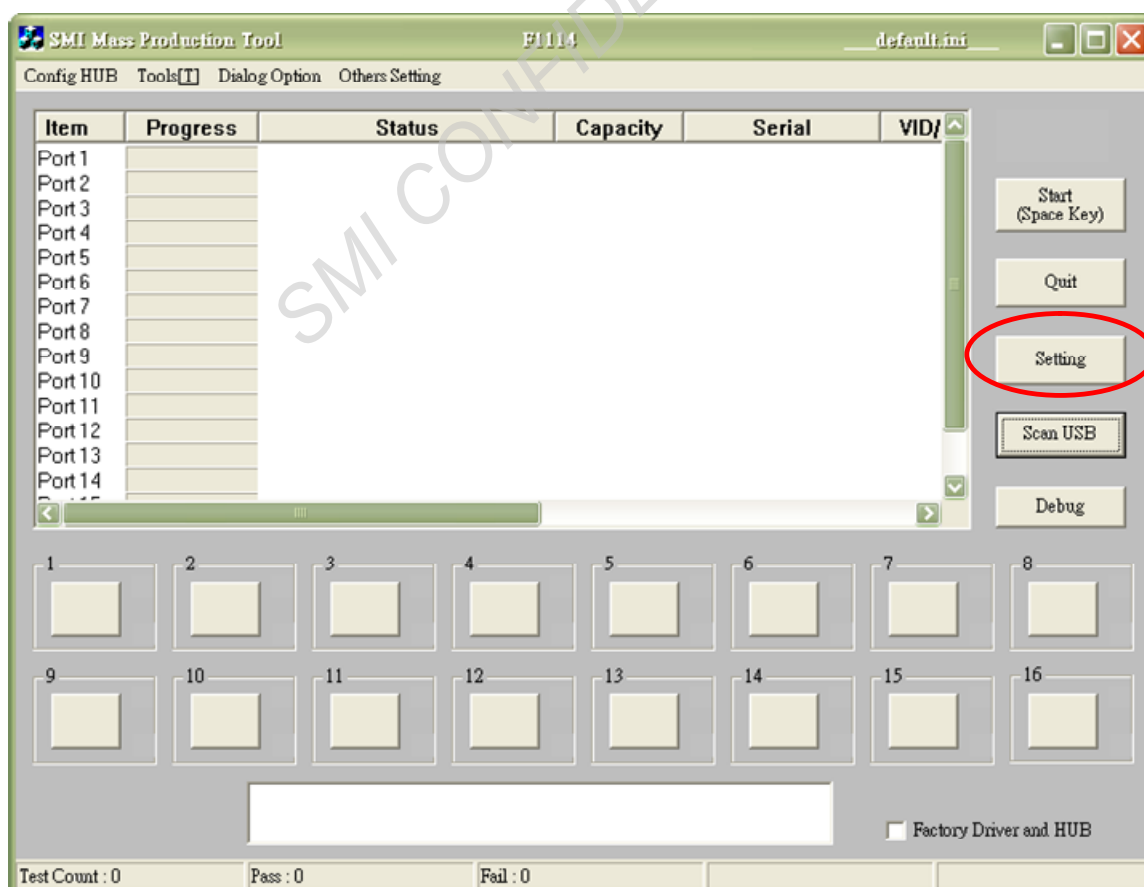 SMI Mass Production Tool F1114 default.ini
Config HUB Tools[T] Dialog Option Others Setting
Item Progress Status Capacity Serial VID/
Port 1
Port 2
Port 3
Port 4
Port 5
Port 6
Port 7
Port 8
Port 9
Port 10
Port 11
Port 12
Port 13
Port 14
Start
(Space Key)
Quit
Setting
Scan USB
Debug
1 2 3 4 5 6 7 8
9 10 11 12 13 14 15 16
Factory Driver and HUB
Test Count : 0 Pass : 0 Fail : 0
SMI CONFIDE